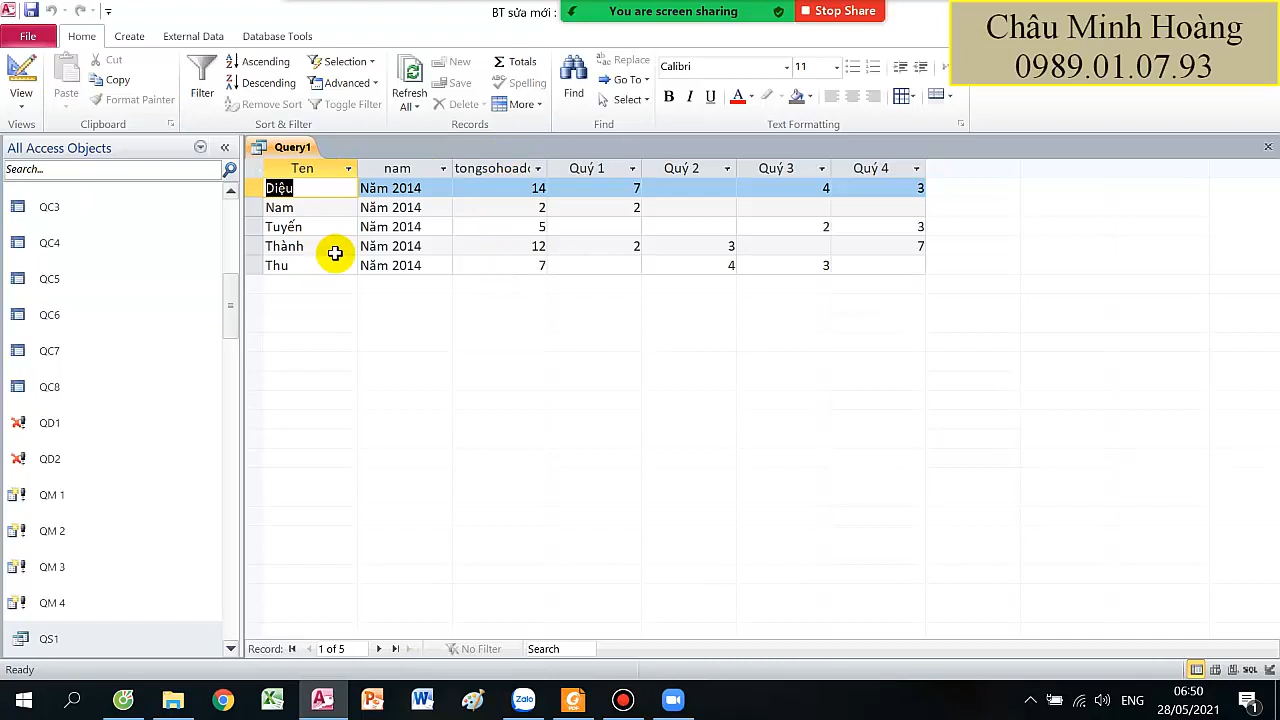 BT sửa mới :
You are screen sharing
Stop Share
Châu Minh Hoàng
0989.01.07.93
File
Home
Create
External Data
Database Tools
View
Views
Paste
Cut
Copy
Format Painter
Clipboard
Filter
Ascending
Descending
Remove Sort
Selection
Advanced
Toggle Filter
Sort & Filter
Refresh
All
New
Save
Delete
Totals
Spelling
More
Records
Find
Replace
Go To
Select
Find
Calibri
11
B I U A
Text Formatting
All Access Objects
Search...
QC3
QC4
QC5
QC6
QC7
QC8
QD1
QD2
QM 1
QM 2
QM 3
QM 4
QS1
Query1
Ten nam Quý 1 Quý 2 Quý 3 Quý 4
Diệu Năm 2014 14 7 4 3
Nam Năm 2014 2 2
Tuyến Năm 2014 5 2 3
Thành Năm 2014 12 2 3 7
Thu Năm 2014 7 4 3
Record: 1 of 5 No Filter Search
Ready
SQL
Zalo
PDF
ENG
06:50
28/05/2021
1